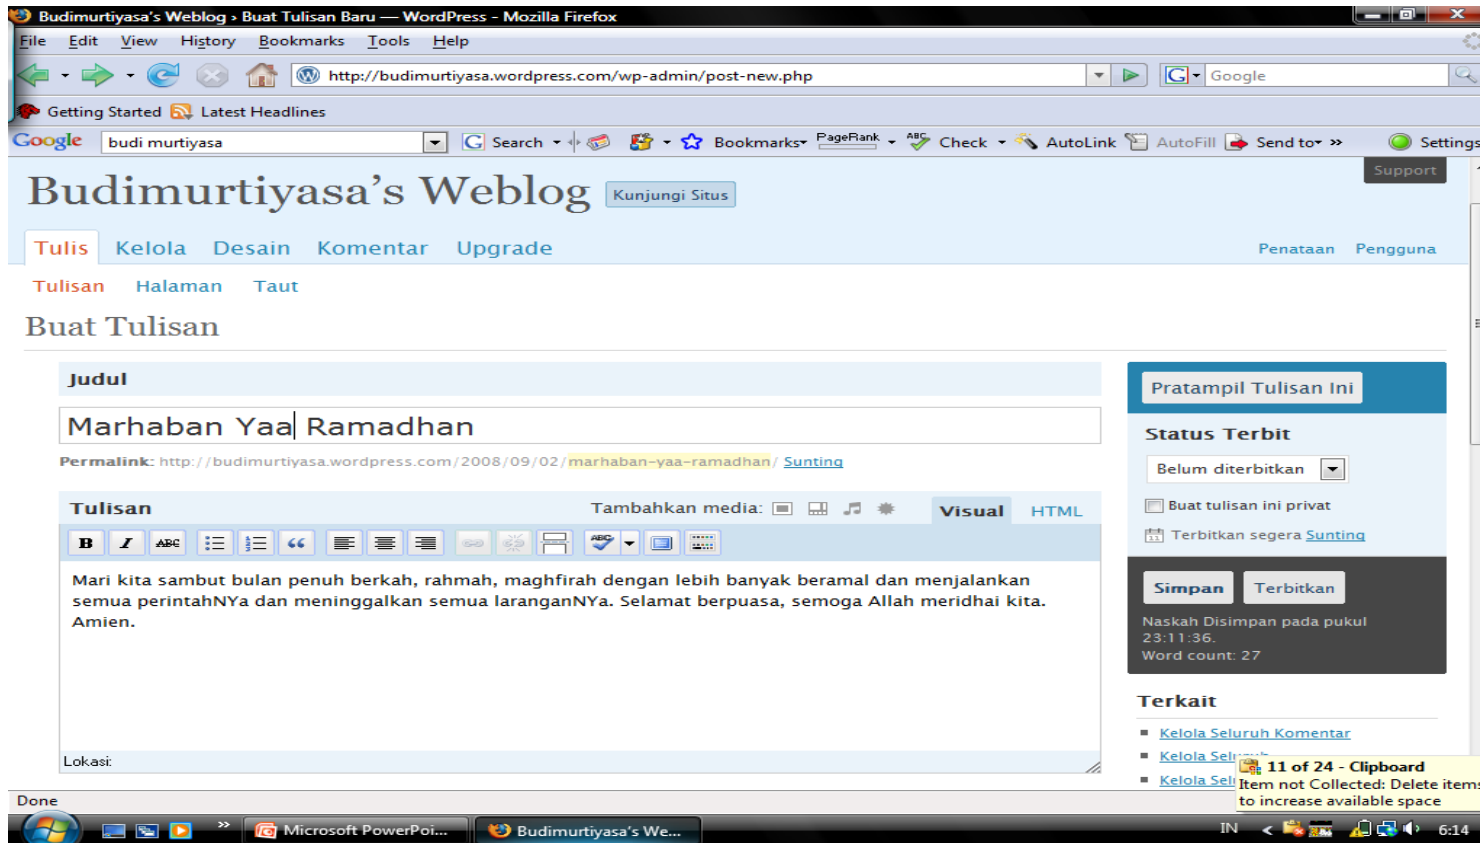 Budimurtiyasa's Weblog › Buat Tulisan Baru — WordPress - Mozilla Firefox
File Edit View History Bookmarks Tools Help
http://budimurtiyasa.wordpress.com/wp-admin/post-new.php
Google
Getting Started Latest Headlines
Google budi murtiyasa Search Bookmarks PageRank Check AutoLink AutoFill Send to Settings
Support
Budimurtiyasa's Weblog Kunjungi Situs
Tulis Kelola Desain Komentar Upgrade Penataan Pengguna
Tulisan Halaman Taut
Buat Tulisan
Judul
Marhaban Yaa Ramadhan
Permalink: http://budimurtiyasa.wordpress.com/2008/09/02/marhaban-yaa-ramadhan/ Sunting
Tulisan Tambahkan media: Visual HTML
B I ABC ABC
Mari kita sambut bulan penuh berkah, rahmah, maghfirah dengan lebih banyak beramal dan menjalankan
semua perintahNYa dan meninggalkan semua laranganNYa. Selamat berpuasa, semoga Allah meridhai kita.
Amien.
Lokasi:
Pratampil Tulisan Ini
Status Terbit
Belum diterbitkan
Buat tulisan ini privat
Terbitkan segera Sunting
Simpan Terbitkan
Naskah Disimpan pada pukul
23:11:36.
Word count: 27
Terkait
Kelola Seluruh Komentar
Kelola
Kelola
11 of 24 - Clipboard
Item not Collected: Delete items
to increase available space
Done
Microsoft PowerPoi... Budimurtiyasa's We... IN 6:14